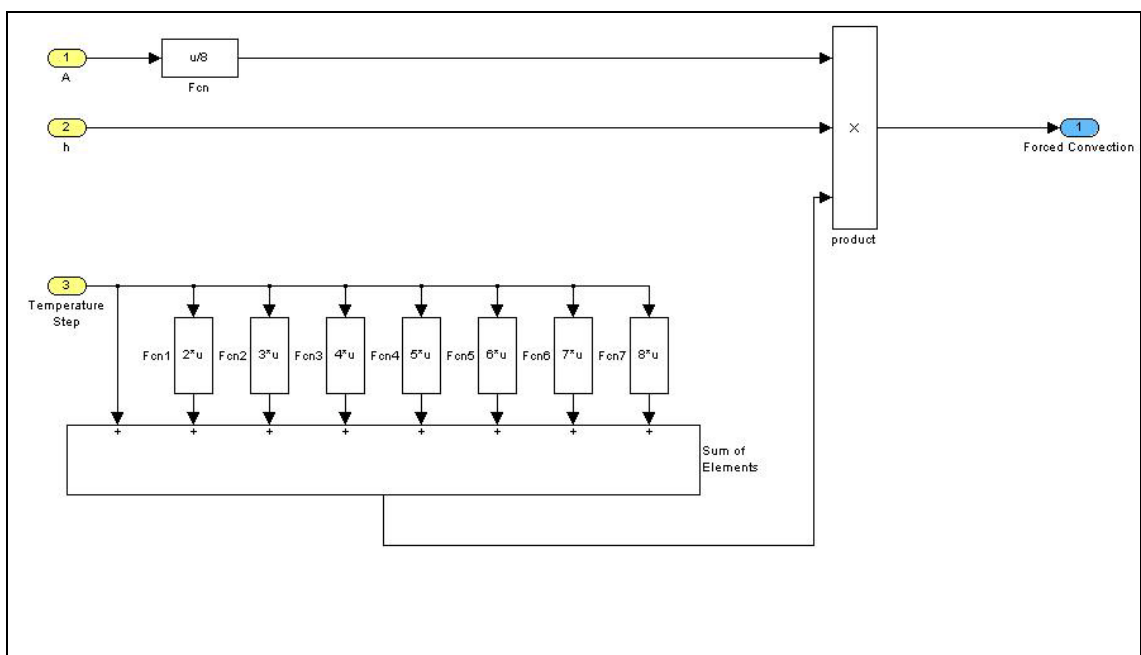 1
A
u/8
Fcn
2
h
×
product
1
Forced Convection
3
Temperature
Step
Fcn1 2*u Fcn2 3*u Fcn3 4*u Fcn4 5*u Fcn5 6*u Fcn6 7*u Fcn7 8*u
+ + + + + + + +
Sum of
Elements